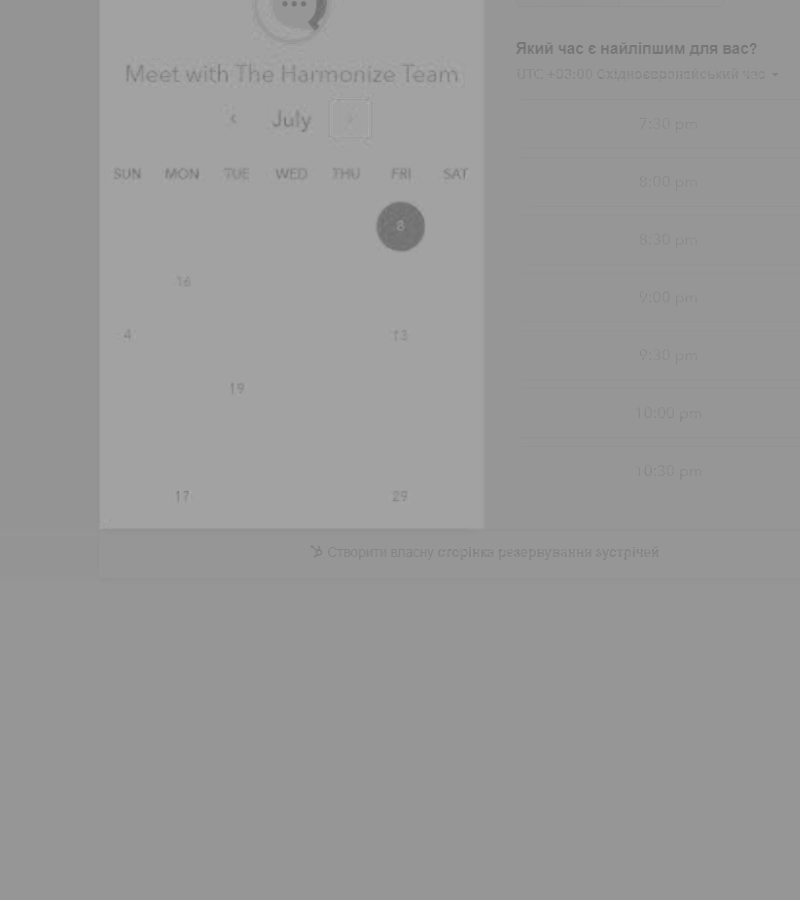 Meet with The Harmonize Team
July
SUN MON TUE WED THU FRI SAT
8
16
4 13
19
17 29
Який час є найліпшим для вас?
UTC +03:00 Східноєвропейський час
7:30 pm
8:00 pm
8:30 pm
9:00 pm
9:30 pm
10:00 pm
10:30 pm
Створити власну сторінка резервування зустрічей